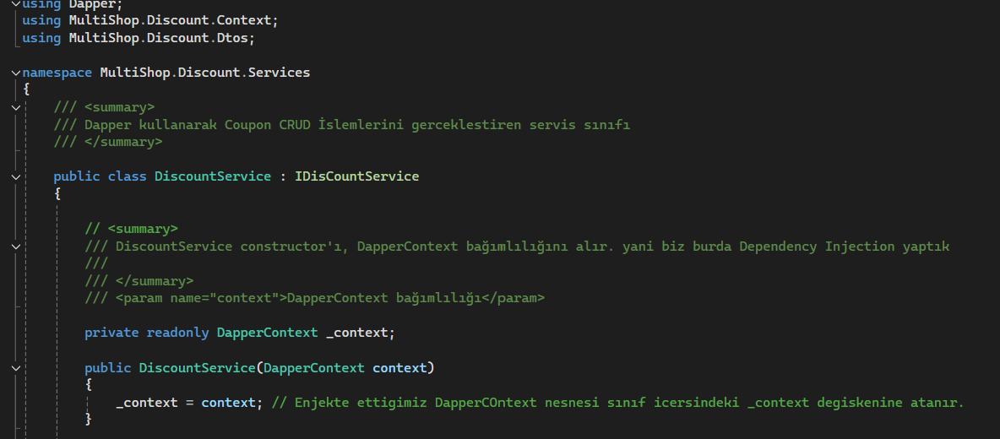 using Dapper;
using MultiShop.Discount.Context;
using MultiShop.Discount.Dtos;
namespace MultiShop.Discount.Services
{
/// <summary>
/// Dapper kullanarak Coupon CRUD İslemlerini gerceklestiren servis sınıfı
/// </summary>
public class DiscountService : IDisCountService
{
// <summary>
/// DiscountService constructor'ı, DapperContext bağımlılığını alır. yani biz burda Dependency Injection yaptık
///
/// </summary>
/// <param name="context">DapperContext bağımlılığı</param>
private readonly DapperContext _context;
public DiscountService(DapperContext context)
{
_context = context; // Enjekte ettigimiz DapperCOntext nesnesi sınıf icersindeki _context degiskenine atanır.
}